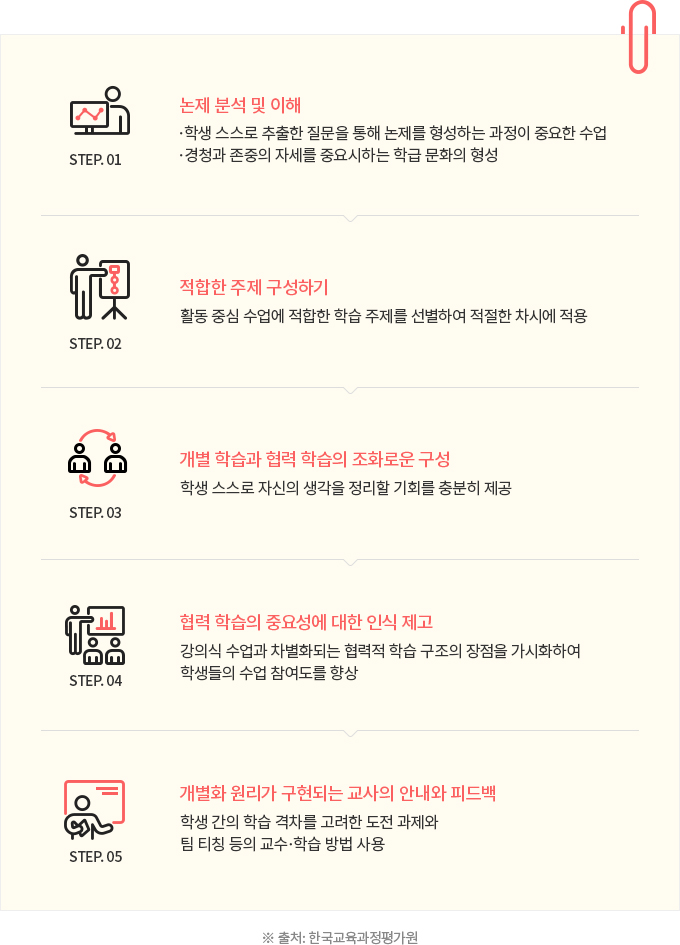 논제 분석 및 이해
·학생 스스로 추출한 질문을 통해 논제를 형성하는 과정이 중요한 수업
·경청과 존중의 자세를 중요시하는 학급 문화의 형성
STEP. 01
적합한 주제 구성하기
활동 중심 수업에 적합한 학습 주제를 선별하여 적절한 차시에 적용
STEP. 02
개별 학습과 협력 학습의 조화로운 구성
학생 스스로 자신의 생각을 정리할 기회를 충분히 제공
STEP. 03
협력 학습의 중요성에 대한 인식 제고
강의식 수업과 차별화되는 협력적 학습 구조의 장점을 가시화하여
학생들의 수업 참여도를 향상
STEP. 04
개별화 원리가 구현되는 교사의 안내와 피드백
학생 간의 학습 격차를 고려한 도전 과제와
팀 티칭 등의 교수·학습 방법 사용
STEP. 05
※ 출처: 한국교육과정평가원